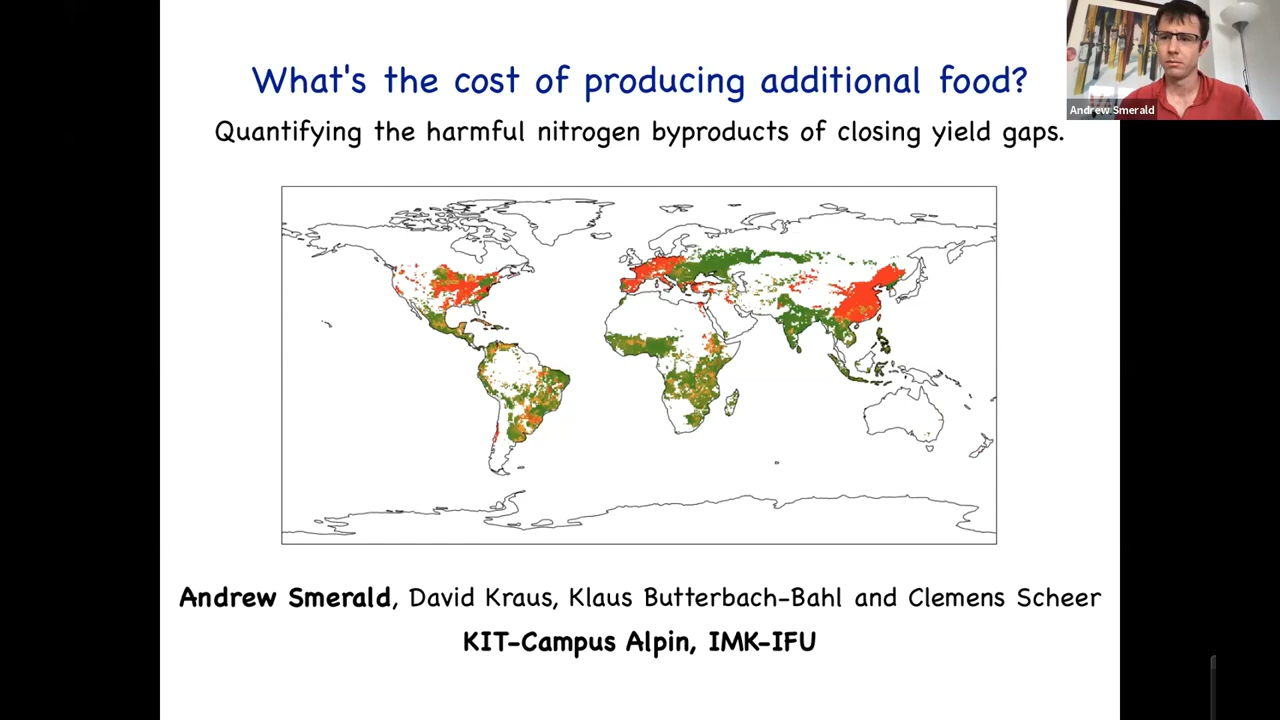 What's the cost of producing additional food?
Quantifying the harmful nitrogen byproducts of closing yield gaps.
Andrew Smerald
Andrew Smerald, David Kraus, Klaus Butterbach-Bahl and Clemens Scheer
KIT-Campus Alpin, IMK-IFU